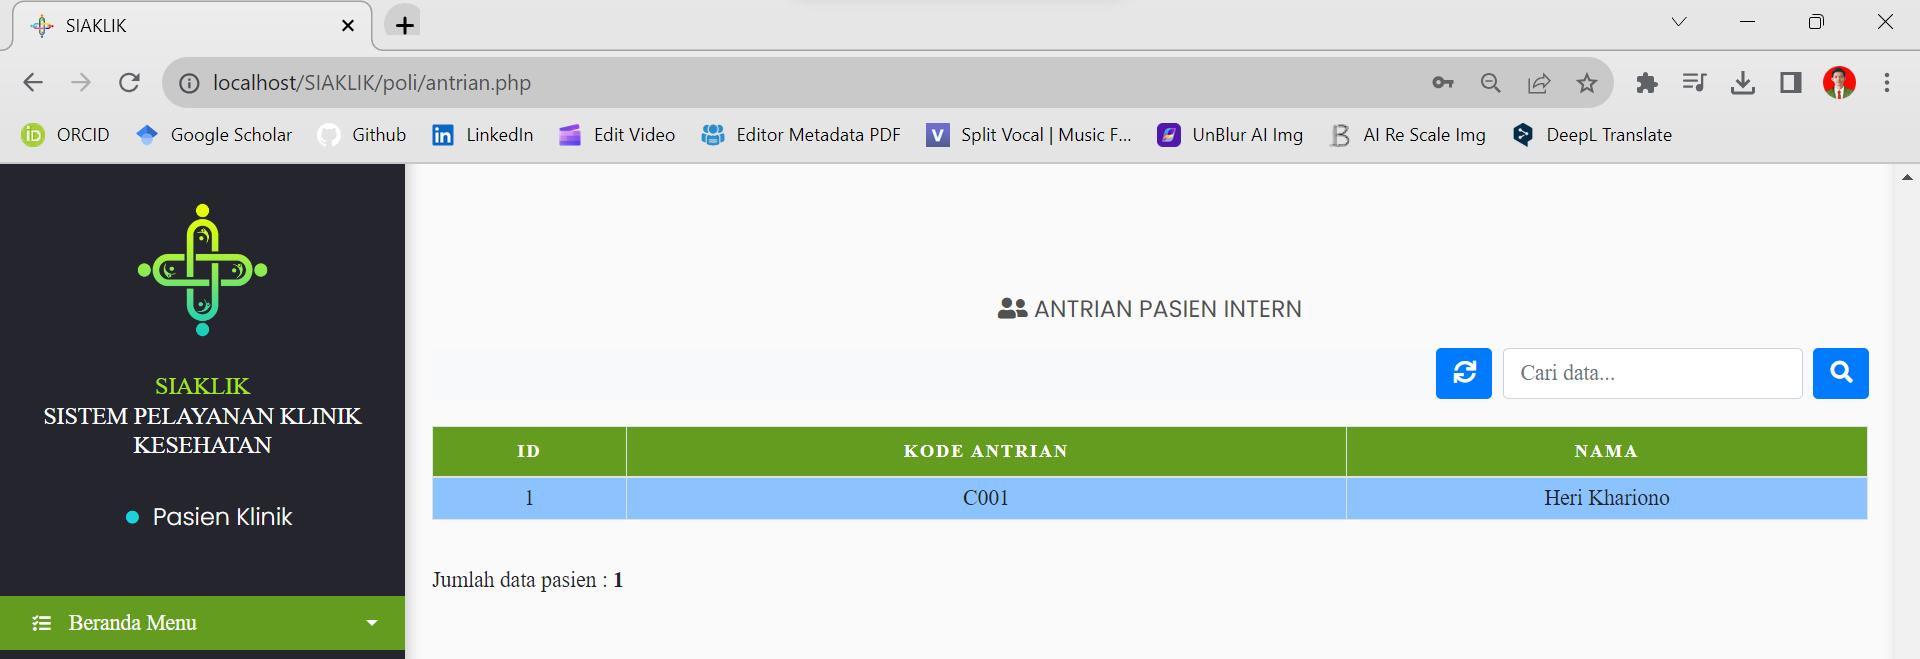 SIAKLIK
localhost/SIAKLIK/poli/antrian.php
ORCID Google Scholar Github LinkedIn Edit Video Editor Metadata PDF Split Vocal | Music F... UnBlur AI Img AI Re Scale Img DeepL Translate
SIAKLIK
SISTEM PELAYANAN KLINIK
KESEHATAN
Pasien Klinik
Beranda Menu
ANTRIAN PASIEN INTERN
Cari data...
ID KODE ANTRIAN NAMA
1 C001 Heri Khariono
Jumlah data pasien : 1